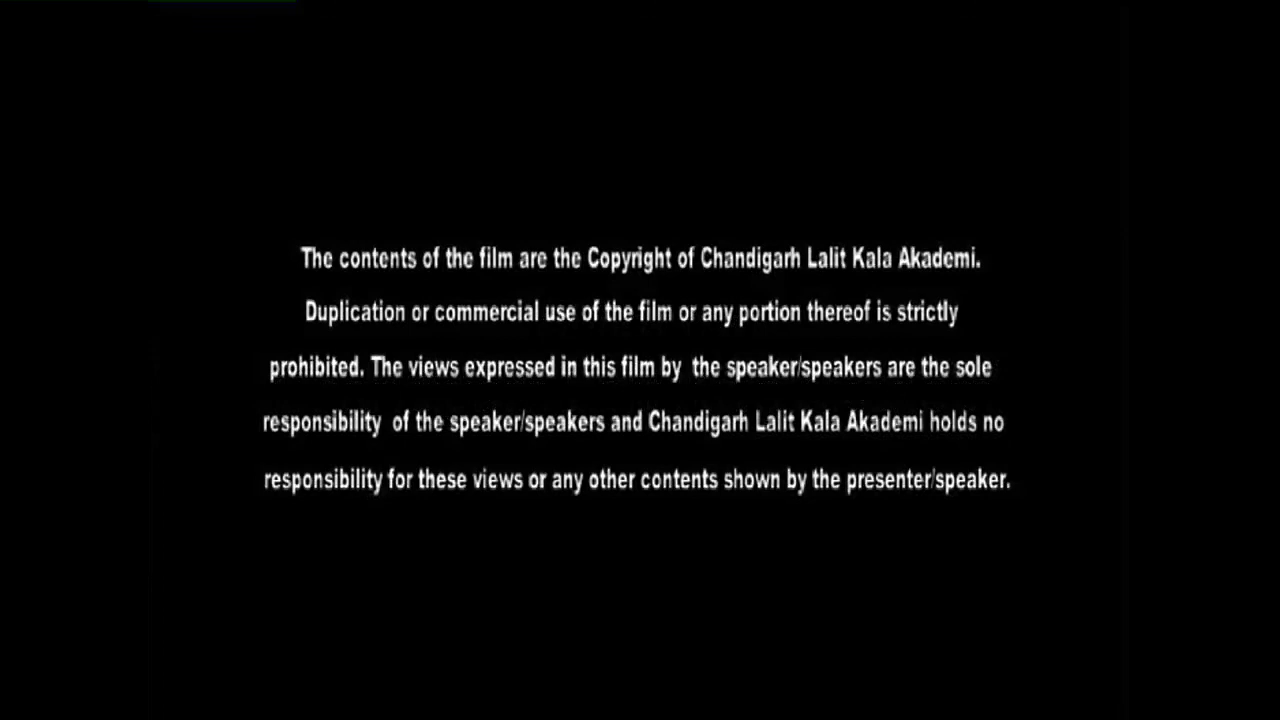 The contents of the film are the Copyright of Chandigarh Lalit Kala Akademi.
Duplication or commercial use of the film or any portion thereof is strictly
prohibited. The views expressed in this film by the speaker/speakers are the sole
responsibility of the speaker/speakers and Chandigarh Lalit Kala Akademi holds no
responsibility for these views or any other contents shown by the presenter/speaker.